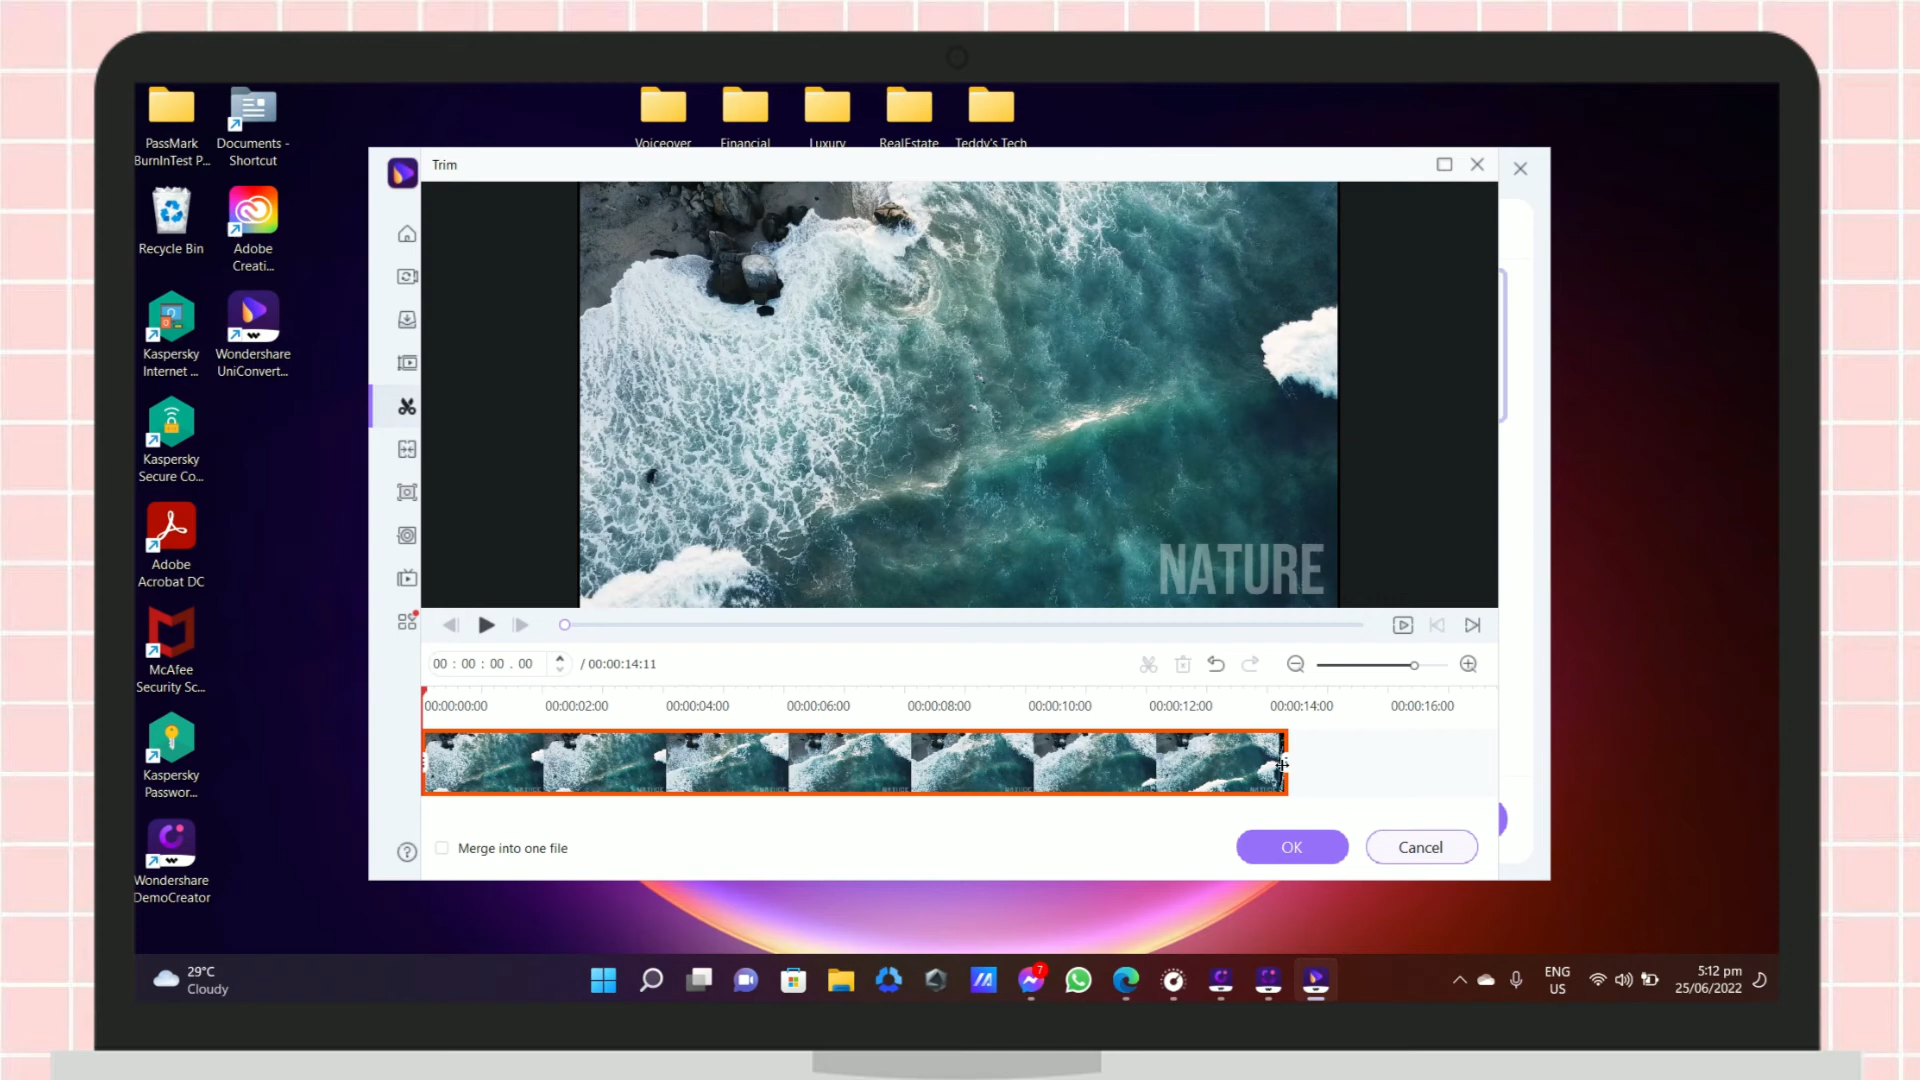 PassMark
BurnInTest P...
Documents -
Shortcut
Voiceover
Financial
Luxury
RealEstate
Teddy's Tech
Recycle Bin
Adobe
Creati...
Kaspersky
Internet ...
Wondershare
UniConvert...
Kaspersky
Secure Co...
Adobe
Acrobat DC
McAfee
Security Sc...
Kaspersky
Passwor...
Wondershare
DemoCreator
Trim
NATURE
00 : 00 : 00 . 00
/ 00:00:14:11
00:00:00:00
00:00:02:00
00:00:04:00
00:00:06:00
00:00:08:00
00:00:10:00
00:00:12:00
00:00:14:00
00:00:16:00
Merge into one file
OK
Cancel
29°C
Cloudy
7
ENG
US
5:12 pm
25/06/2022